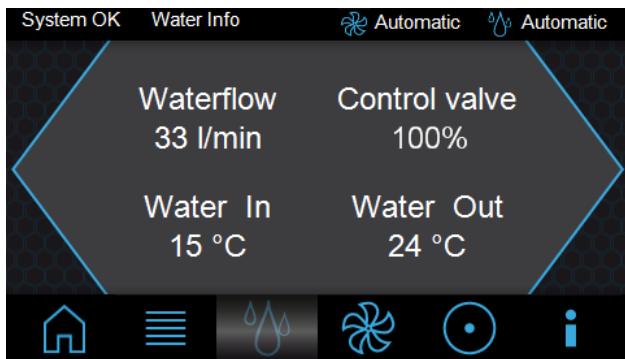 System OK Water Info Automatic Automatic
Waterflow Control valve
33 l/min 100%
Water In Water Out
15 °C 24 °C